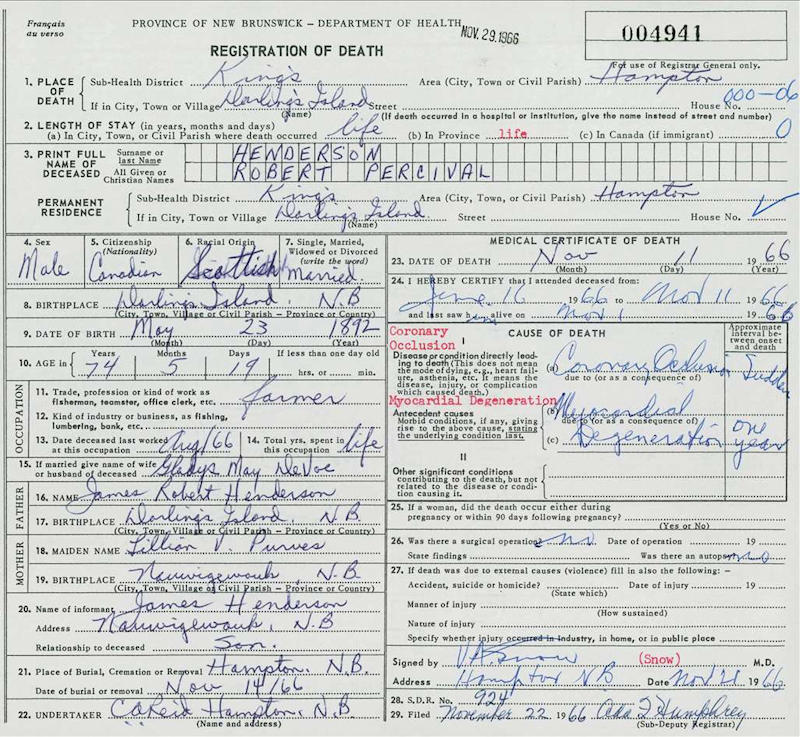 Français
au verso
PROVINCE OF NEW BRUNSWICK – DEPARTMENT OF HEALTH
NOV. 29. 1966
REGISTRATION OF DEATH
004941
For use of Registrar General only.
1. PLACE OF DEATH
Sub-Health District King's Area (City, Town or Civil Parish) Hampton
If in City, Town or Village Darling's Island Street House No. 000-06
(Name) (If death occurred in a hospital or institution, give the name instead of street and number)
2. LENGTH OF STAY (in years, months and days)
(a) In City, Town, or Civil Parish where death occurred life (b) In Province life (c) In Canada (if immigrant) 0
3. PRINT FULL NAME OF DECEASED
Surname or last Name HENDERSON
All Given or Christian Names ROBERT PERCIVAL
PERMANENT RESIDENCE
Sub-Health District King's Area (City, Town or Civil Parish) Hampton
If in City, Town or Village Darling's Island Street House No.
(Name)
4. Sex Male
5. Citizenship (Nationality) Canadian
6. Racial Origin Scottish
7. Single, Married, Widowed or Divorced (write the word) Married
8. BIRTHPLACE Darling's Island, N.B
(City, Town, Village or Civil Parish – Province or Country)
9. DATE OF BIRTH May 23 1892
(Month) (Day) (Year)
10. AGE Years 74 Months 5 Days 19 If less than one day old hrs. or min.
OCCUPATION
11. Trade, profession or kind of work as fisherman, teamster, office clerk, etc. farmer
12. Kind of industry or business, as fishing, lumbering, bank, etc.
13. Date deceased last worked at this occupation Aug/66
14. Total yrs. spent in this occupation life
15. If married give name of wife or husband of deceased Gladys May DeVoe
FATHER
16. NAME James Robert Henderson
17. BIRTHPLACE Darling's Island, N.B.
(City, Town, Village or Civil Parish – Province or Country)
MOTHER
18. MAIDEN NAME Lillian V. Purves
19. BIRTHPLACE Nauwigewauk, N.B.
(City, Town, Village or Civil Parish – Province or Country)
20. Name of informant James Henderson
Address Nauwigewauk, N.B
Relationship to deceased Son.
21. Place of Burial, Cremation or Removal Hampton, N.B.
Date of burial or removal Nov 14/66
22. UNDERTAKER Hampton, N.B.
(Name and address)
MEDICAL CERTIFICATE OF DEATH
23. DATE OF DEATH Nov 11 1966
(Month) (Day) (Year)
24. I HEREBY CERTIFY that I attended deceased from:
June 16 1966 to Nov 11 1966
and last saw him alive on Nov 1 1966
Coronary Occlusion
I
CAUSE OF DEATH
Approximate interval between onset and death
Disease or condition directly leading to death (This does not mean the mode of dying, e.g., heart failure, asthenia, etc. It means the disease, injury, or complication which caused death.)
(a) Coronary Occlusion Sudden
due to (or as a consequence of)
Myocardial Degeneration
Antecedent causes
Morbid conditions, if any, giving rise to the above cause, stating the underlying condition last.
(b) Myocardial
due to (or as a consequence of)
(c) Degeneration one year
II
Other significant conditions
contributing to the death, but not related to the disease or condition causing it.
25. If a woman, did the death occur either during pregnancy or within 90 days following pregnancy?
(Yes or No)
26. Was there a surgical operation? no Date of operation 19
State findings Was there an autopsy? no
27. If death was due to external causes (violence) fill in also the following: –
Accident, suicide or homicide? Date of injury 19
(State which)
Manner of injury
(How sustained)
Nature of injury
Specify whether injury occurred in industry, in home, or in public place
Signed by V A Snow (Snow) M.D.
Address Hampton NB Date Nov 21 1966
28. S.D.R. No. 924
29. Filed November 22 1966 Humphrey
(Sub-Deputy Registrar)